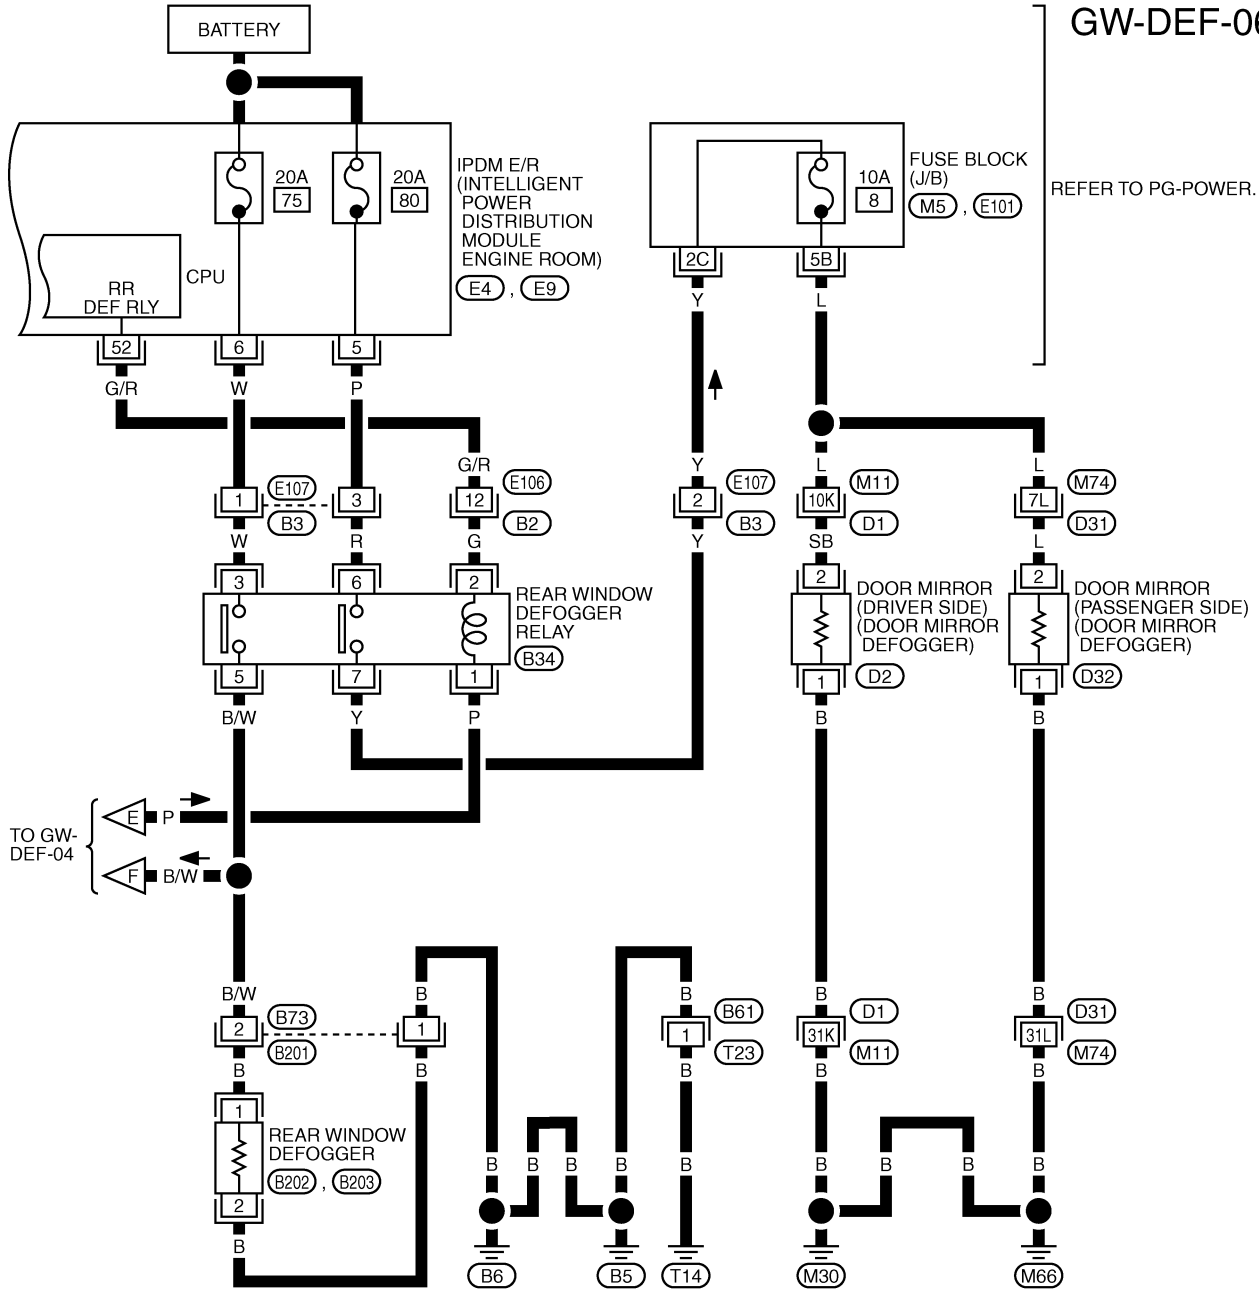 GW-DEF-06
BATTERY
20A
75
20A
80
IPDM E/R
(INTELLIGENT
POWER
DISTRIBUTION
MODULE
ENGINE ROOM)
E4 , E9
CPU
RR
DEF RLY
10A
8
FUSE BLOCK
(J/B)
M5 , E101
REFER TO PG-POWER.
52 6 5
2C 5B
G/R W P
Y L
G/R Y L L
1 E107 3 12 E106 2 E107 10K M11 7L M74
B3 B2 B3 D1 D31
W R G Y SB L
3 6 2 2 2
REAR WINDOW
DEFOGGER
RELAY
B34
DOOR MIRROR
(DRIVER SIDE)
(DOOR MIRROR
DEFOGGER)
D2
DOOR MIRROR
(PASSENGER SIDE)
(DOOR MIRROR
DEFOGGER)
D32
5 7 1 1 1
B/W Y P B B
TO GW-
DEF-04
E P
F B/W
B/W B B B B
2 B73 1 1 B61 31K D1 31L D31
B201 T23 M11 M74
B B B B B
1
REAR WINDOW
DEFOGGER
B202 , B203
2
B
B B B B B B B B B
B6 B5 T14 M30 M66